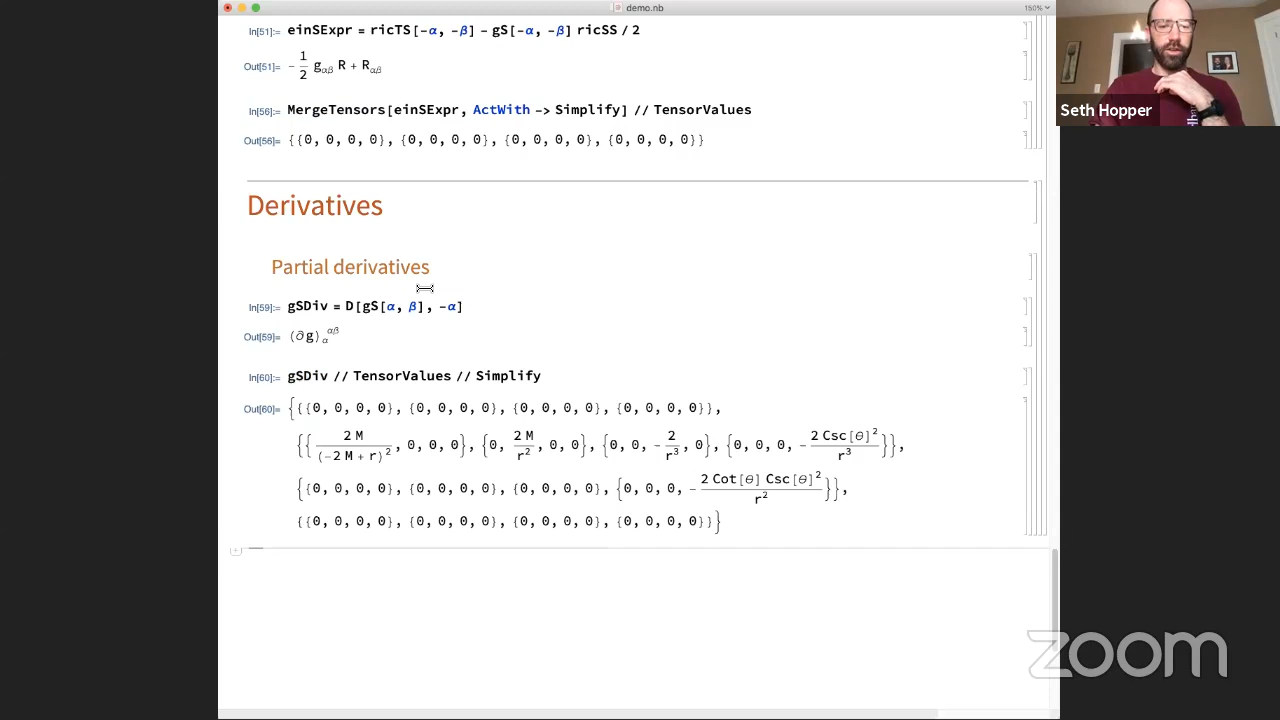 demo.nb
150%
In[51]:= einSExpr = ricTS[-α, -β] - gS[-α, -β] ricSS / 2
Out[51]= - 1/2 gαβ R + Rαβ
In[56]:= MergeTensors[einSExpr, ActWith -> Simplify] // TensorValues
Out[56]= {{0, 0, 0, 0}, {0, 0, 0, 0}, {0, 0, 0, 0}, {0, 0, 0, 0}}
Derivatives
Partial derivatives
In[59]:= gSDiv = D[gS[α, β], -α]
Out[59]= (∂g)α^αβ
In[60]:= gSDiv // TensorValues // Simplify
Out[60]= {{{0, 0, 0, 0}, {0, 0, 0, 0}, {0, 0, 0, 0}, {0, 0, 0, 0}},
{{2 M/(-2 M + r)^2, 0, 0, 0}, {0, 2 M/r^2, 0, 0}, {0, 0, -2/r^3, 0}, {0, 0, 0, -2 Csc[θ]^2/r^3}},
{{0, 0, 0, 0}, {0, 0, 0, 0}, {0, 0, 0, 0}, {0, 0, 0, -2 Cot[θ] Csc[θ]^2/r^2}},
{{0, 0, 0, 0}, {0, 0, 0, 0}, {0, 0, 0, 0}, {0, 0, 0, 0}}}
Seth Hopper
zoom